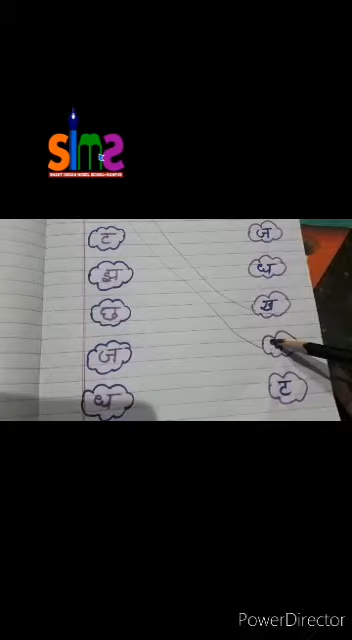 SIMS
ट ज
झ ध
छ ख
ज
ध ट
PowerDirector